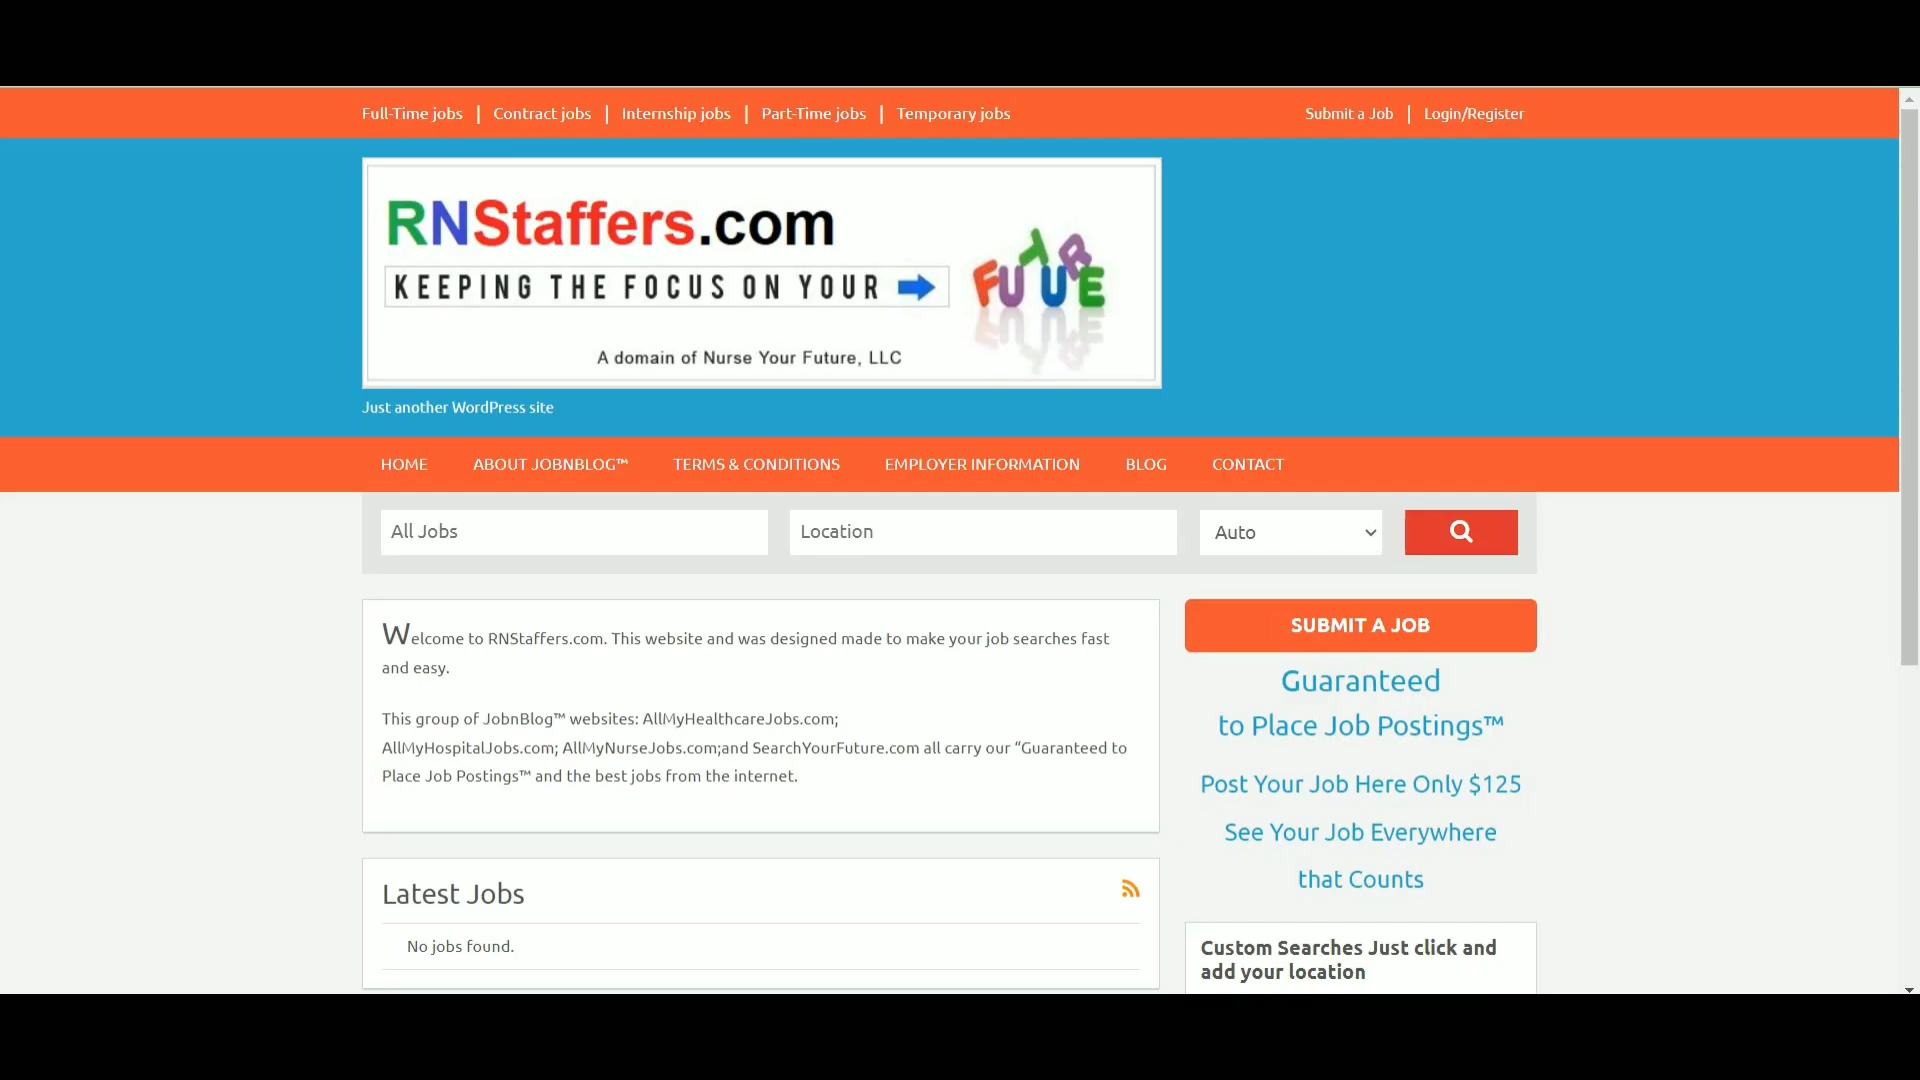 Full-Time jobs | Contract jobs | Internship jobs | Part-Time jobs | Temporary jobs
Submit a Job | Login/Register
RNStaffers.com
KEEPING THE FOCUS ON YOUR
FUTURE
A domain of Nurse Your Future, LLC
Just another WordPress site
HOME ABOUT JOBNBLOG™ TERMS & CONDITIONS EMPLOYER INFORMATION BLOG CONTACT
All Jobs Location Auto
Welcome to RNStaffers.com. This website and was designed made to make your job searches fast
and easy.
This group of JobnBlog™ websites: AllMyHealthcareJobs.com;
AllMyHospitalJobs.com; AllMyNurseJobs.com;and SearchYourFuture.com all carry our “Guaranteed to
Place Job Postings™ and the best jobs from the internet.
Latest Jobs
No jobs found.
SUBMIT A JOB
Guaranteed
to Place Job Postings™
Post Your Job Here Only $125
See Your Job Everywhere
that Counts
Custom Searches Just click and
add your location